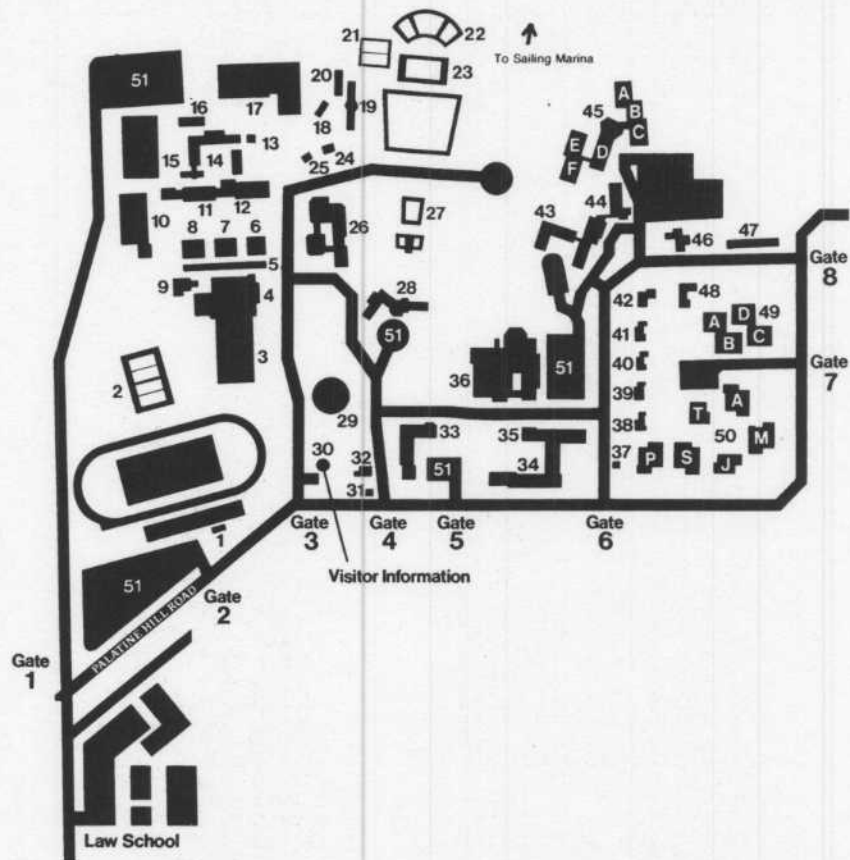 21
22
To Sailing Marina
51
20
23
17
19
16
18
13
A
B
45
C
E
D
F
15
14
24
25
10
11
12
26
27
43
44
46
47
8
7
6
5
9
4
28
42
48
Gate
8
D
49
A
C
B
51
41
3
36
51
40
Gate
7
2
39
A
29
T
38
33
35
50
M
30
32
51
34
37
P
S
J
31
1
Gate
3
Gate
4
Gate
5
Gate
6
51
Visitor Information
Gate
2
PALATINE HILL ROAD
Gate
1
Law School